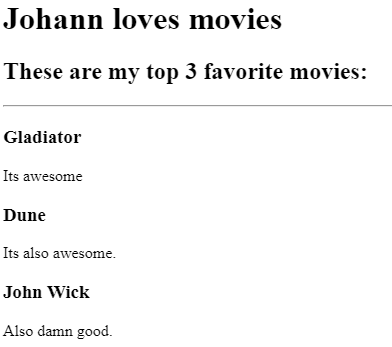 Johann loves movies
These are my top 3 favorite movies:
Gladiator
Its awesome
Dune
Its also awesome.
John Wick
Also damn good.